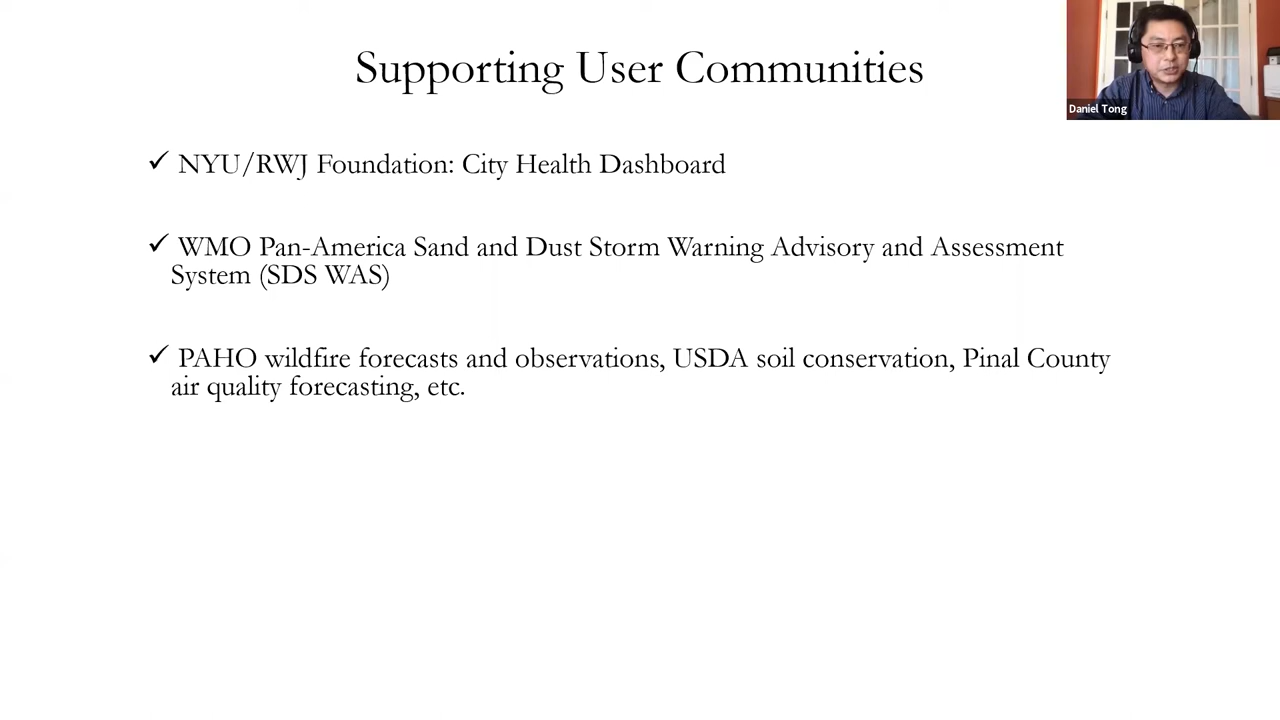 Supporting User Communities
Daniel Tong
✓ NYU/RWJ Foundation: City Health Dashboard
✓ WMO Pan-America Sand and Dust Storm Warning Advisory and Assessment
System (SDS WAS)
✓ PAHO wildfire forecasts and observations, USDA soil conservation, Pinal County
air quality forecasting, etc.